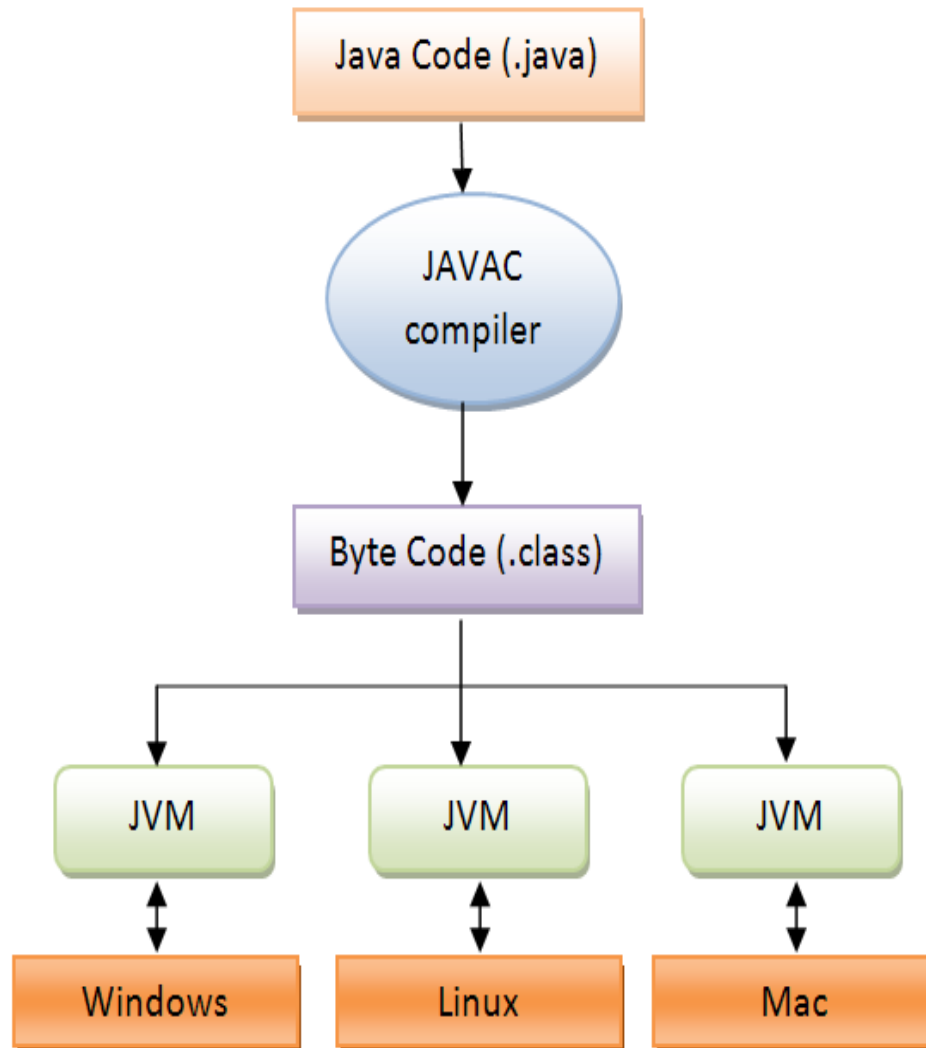 Java Code (.java)
JAVAC
compiler
Byte Code (.class)
JVM
JVM
JVM
Windows
Linux
Mac